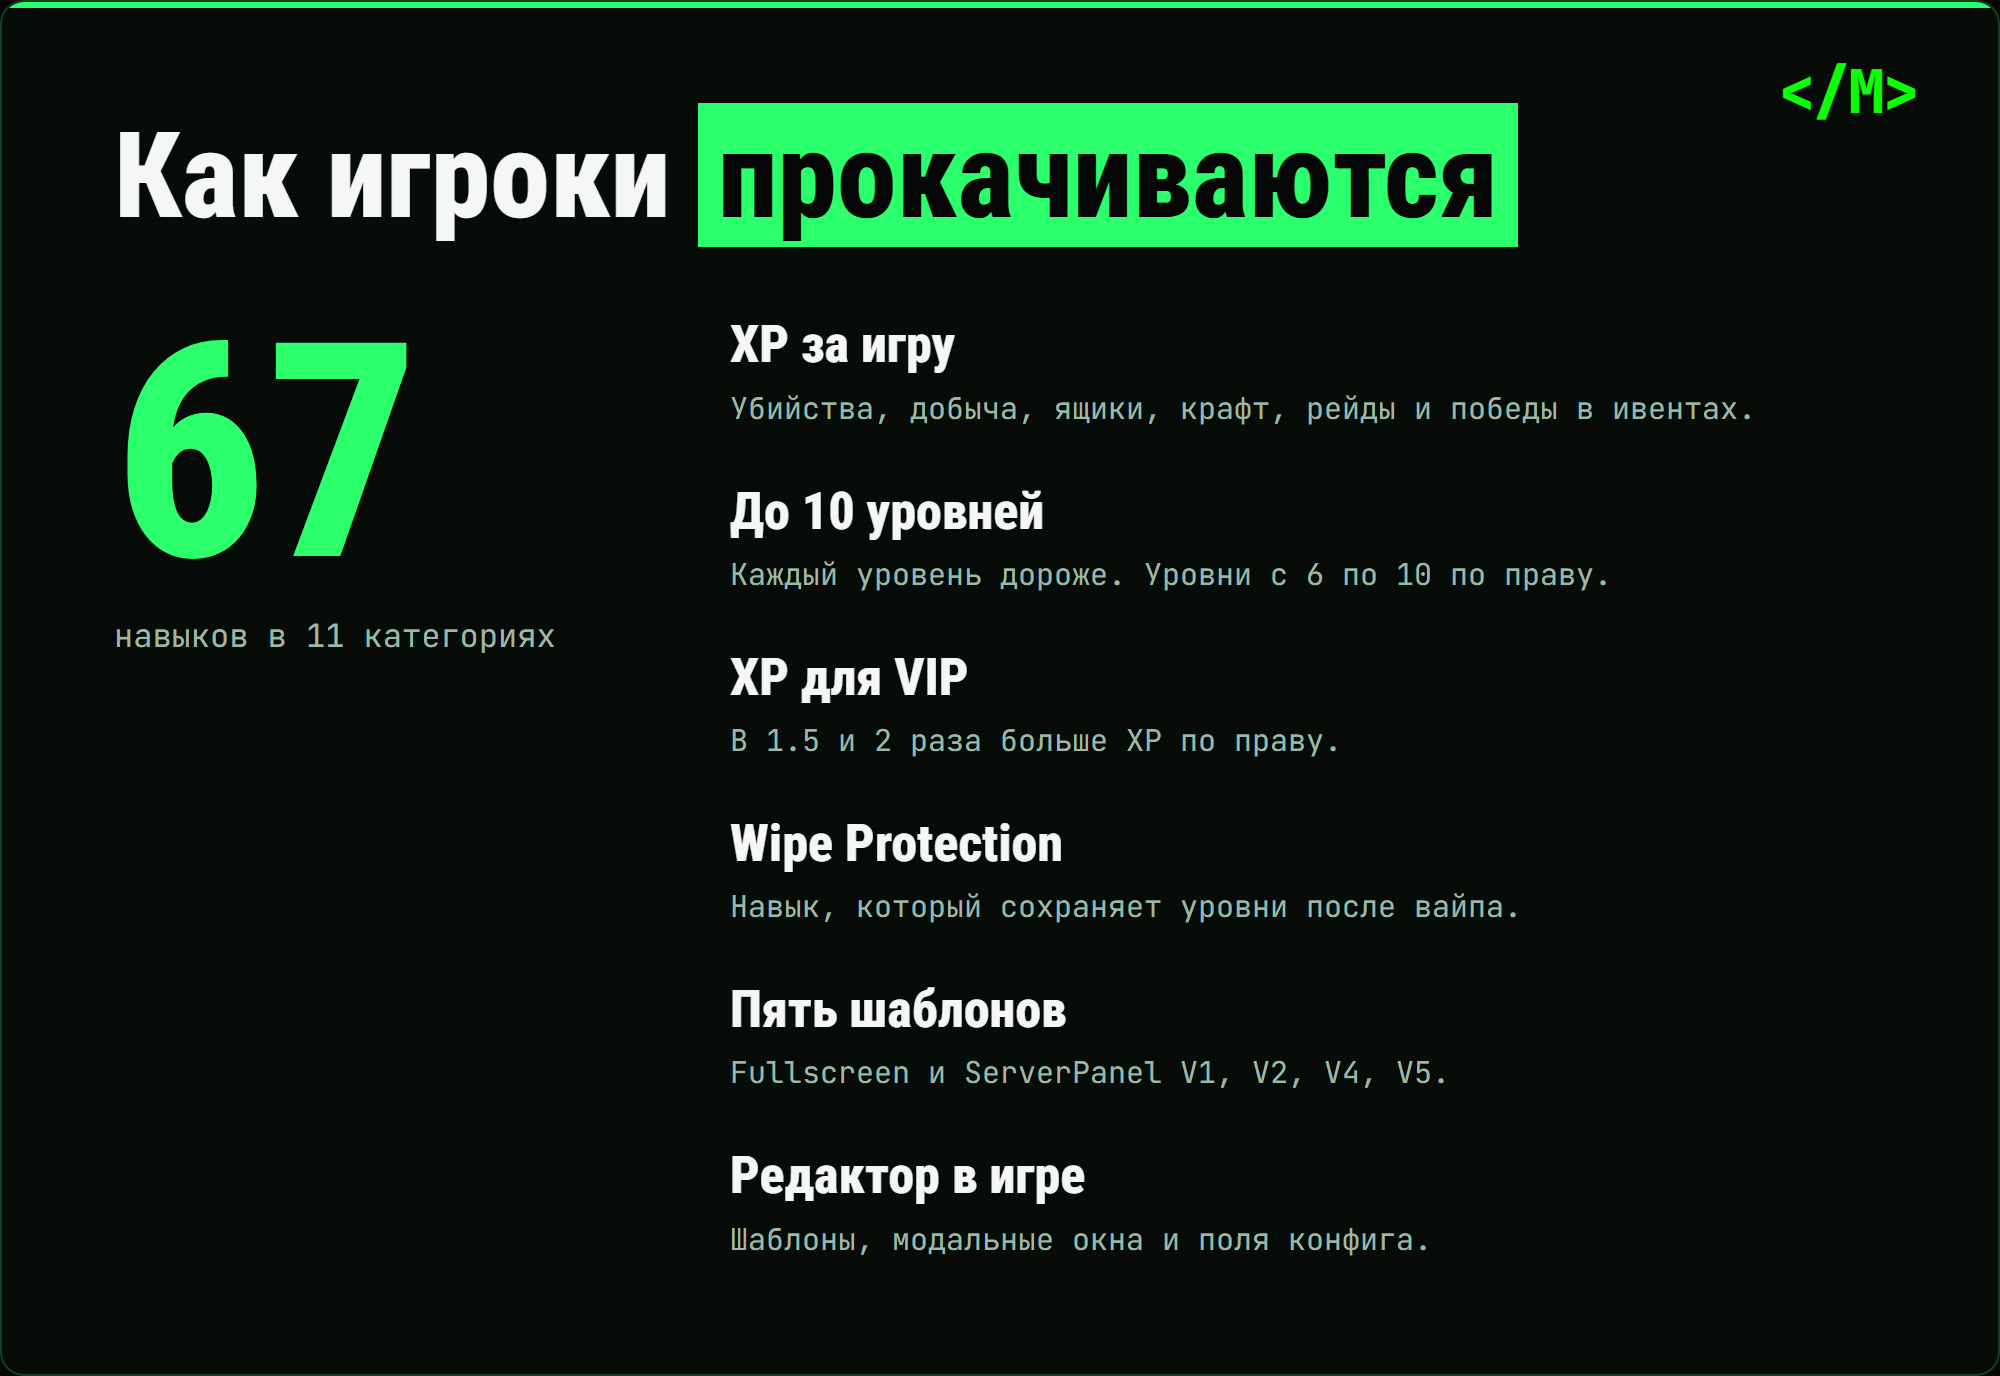 </M>
Как игроки прокачиваются
67
навыков в 11 категориях
XP за игру
Убийства, добыча, ящики, крафт, рейды и победы в ивентах.
До 10 уровней
Каждый уровень дороже. Уровни с 6 по 10 по праву.
XP для VIP
В 1.5 и 2 раза больше XP по праву.
Wipe Protection
Навык, который сохраняет уровни после вайпа.
Пять шаблонов
Fullscreen и ServerPanel V1, V2, V4, V5.
Редактор в игре
Шаблоны, модальные окна и поля конфига.